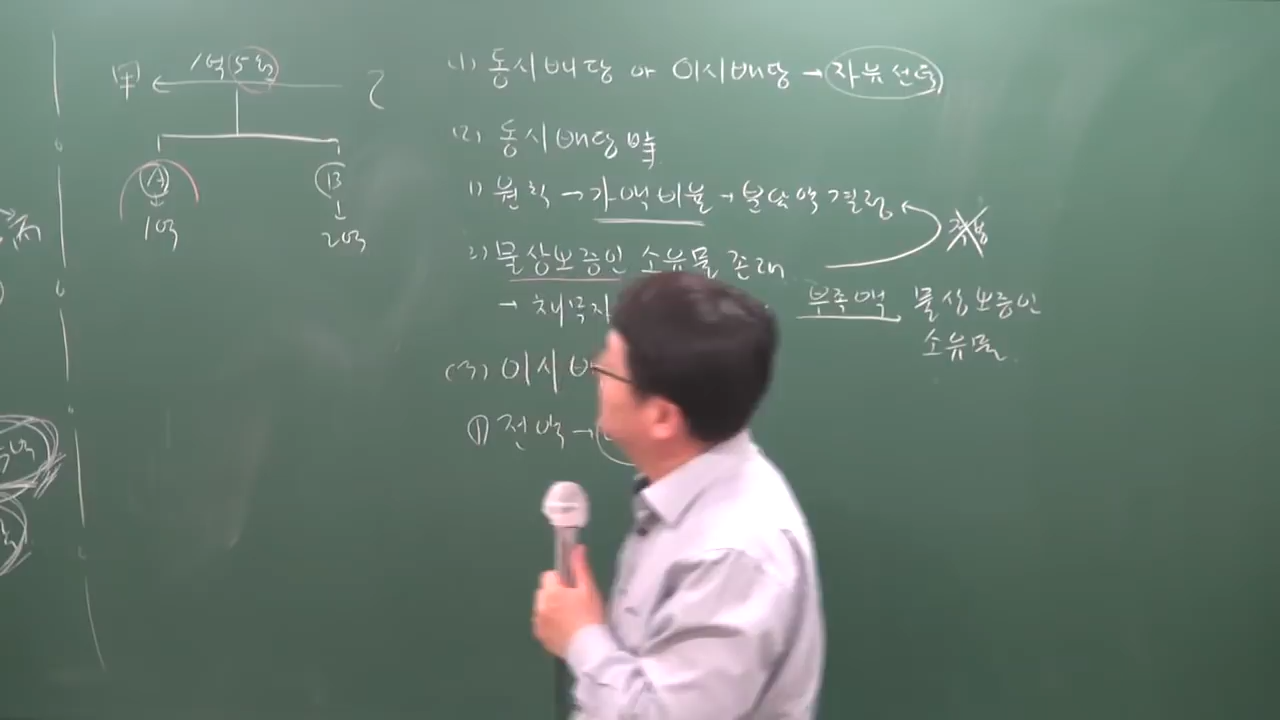 甲 1억5천 乙
A B
1억 2억
(1) 동시배당 or 이시배당 → 자유선택
(2) 동시배당時
1) 원칙 → 가액비율 → 분담액 결정
2) 물상보증인 소유물 존재
→ 채무자 부족액 물상보증인
소유물
(3) 이시배
① 전액 →